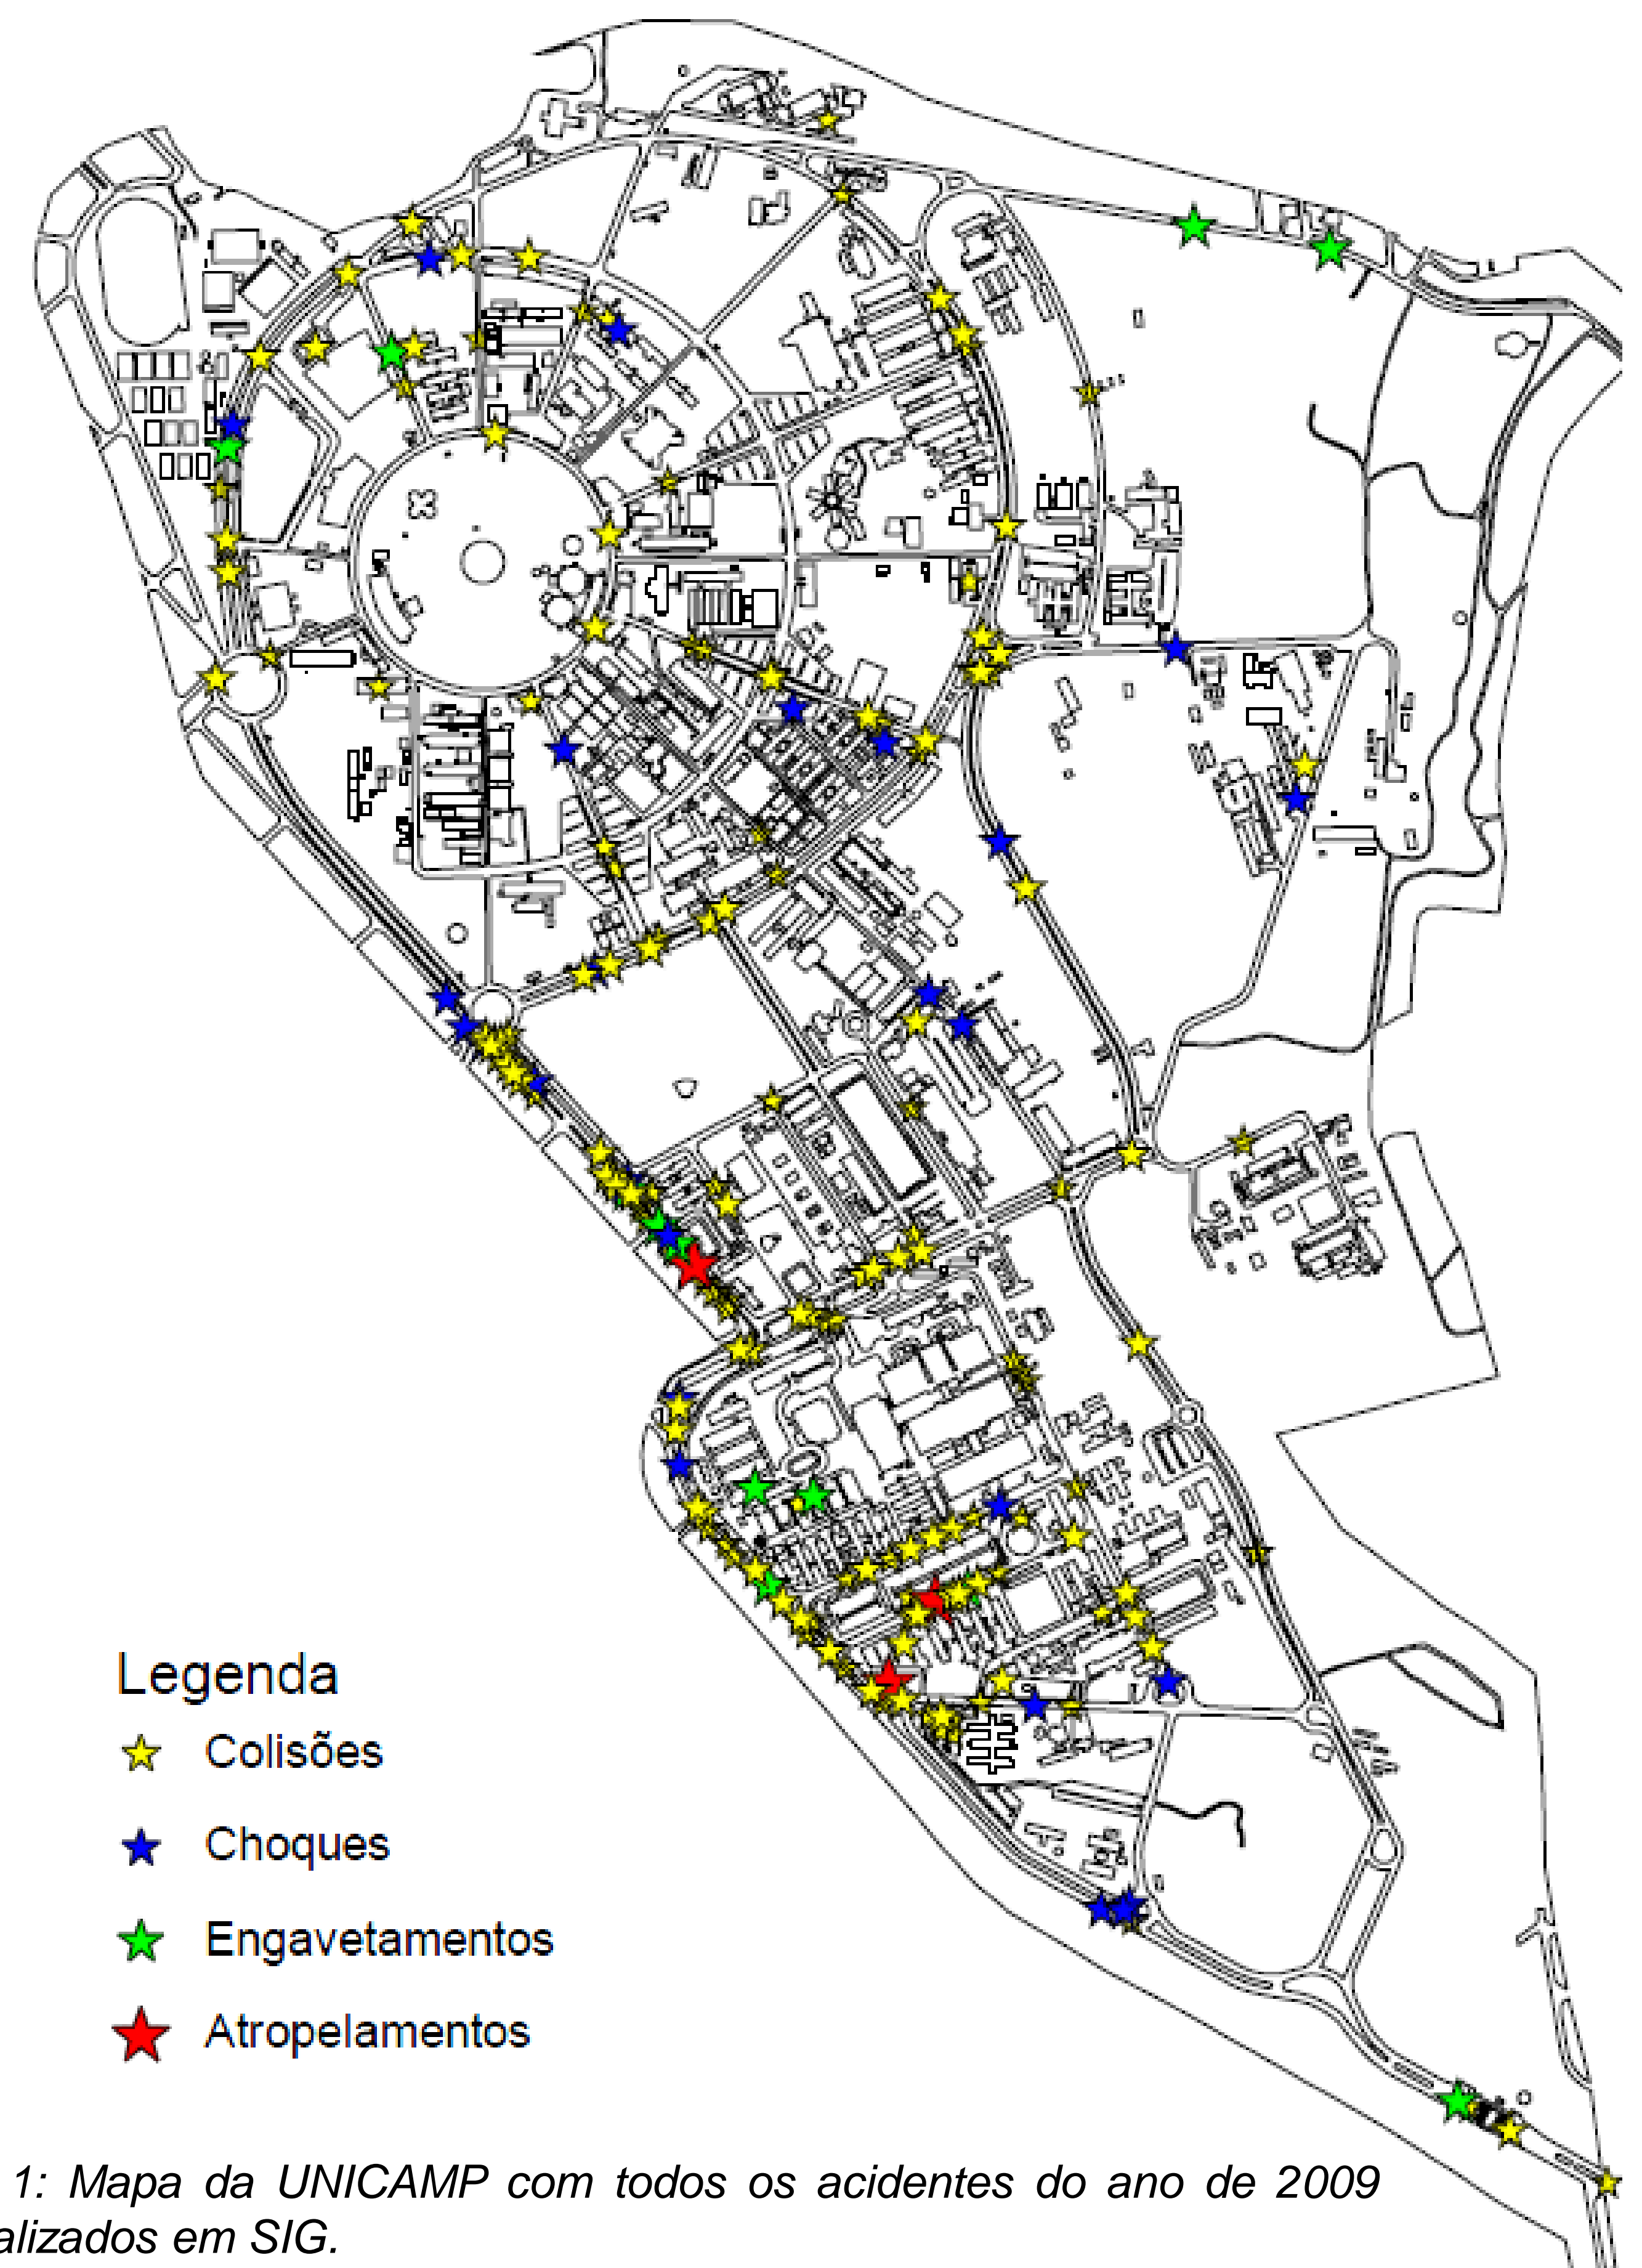 Legenda
Colisões
Choques
Engavetamentos
Atropelamentos
1: Mapa da UNICAMP com todos os acidentes do ano de 2009
alizados em SIG.